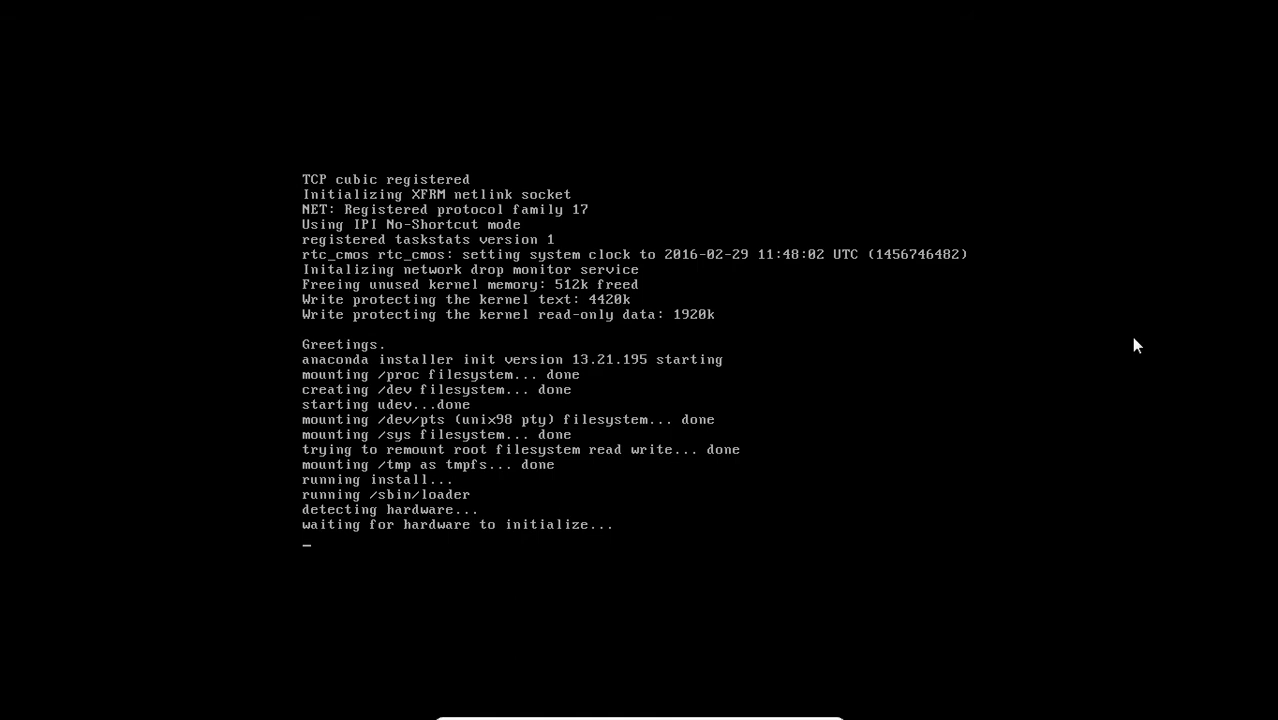 TCP cubic registered
Initializing XFRM netlink socket
NET: Registered protocol family 17
Using IPI No-Shortcut mode
registered taskstats version 1
rtc_cmos rtc_cmos: setting system clock to 2016-02-29 11:48:02 UTC (1456746482)
Initalizing network drop monitor service
Freeing unused kernel memory: 512k freed
Write protecting the kernel text: 4420k
Write protecting the kernel read-only data: 1920k
Greetings.
anaconda installer init version 13.21.195 starting
mounting /proc filesystem... done
creating /dev filesystem... done
starting udev...done
mounting /dev/pts (unix98 pty) filesystem... done
mounting /sys filesystem... done
trying to remount root filesystem read write... done
mounting /tmp as tmpfs... done
running install...
running /sbin/loader
detecting hardware...
waiting for hardware to initialize...